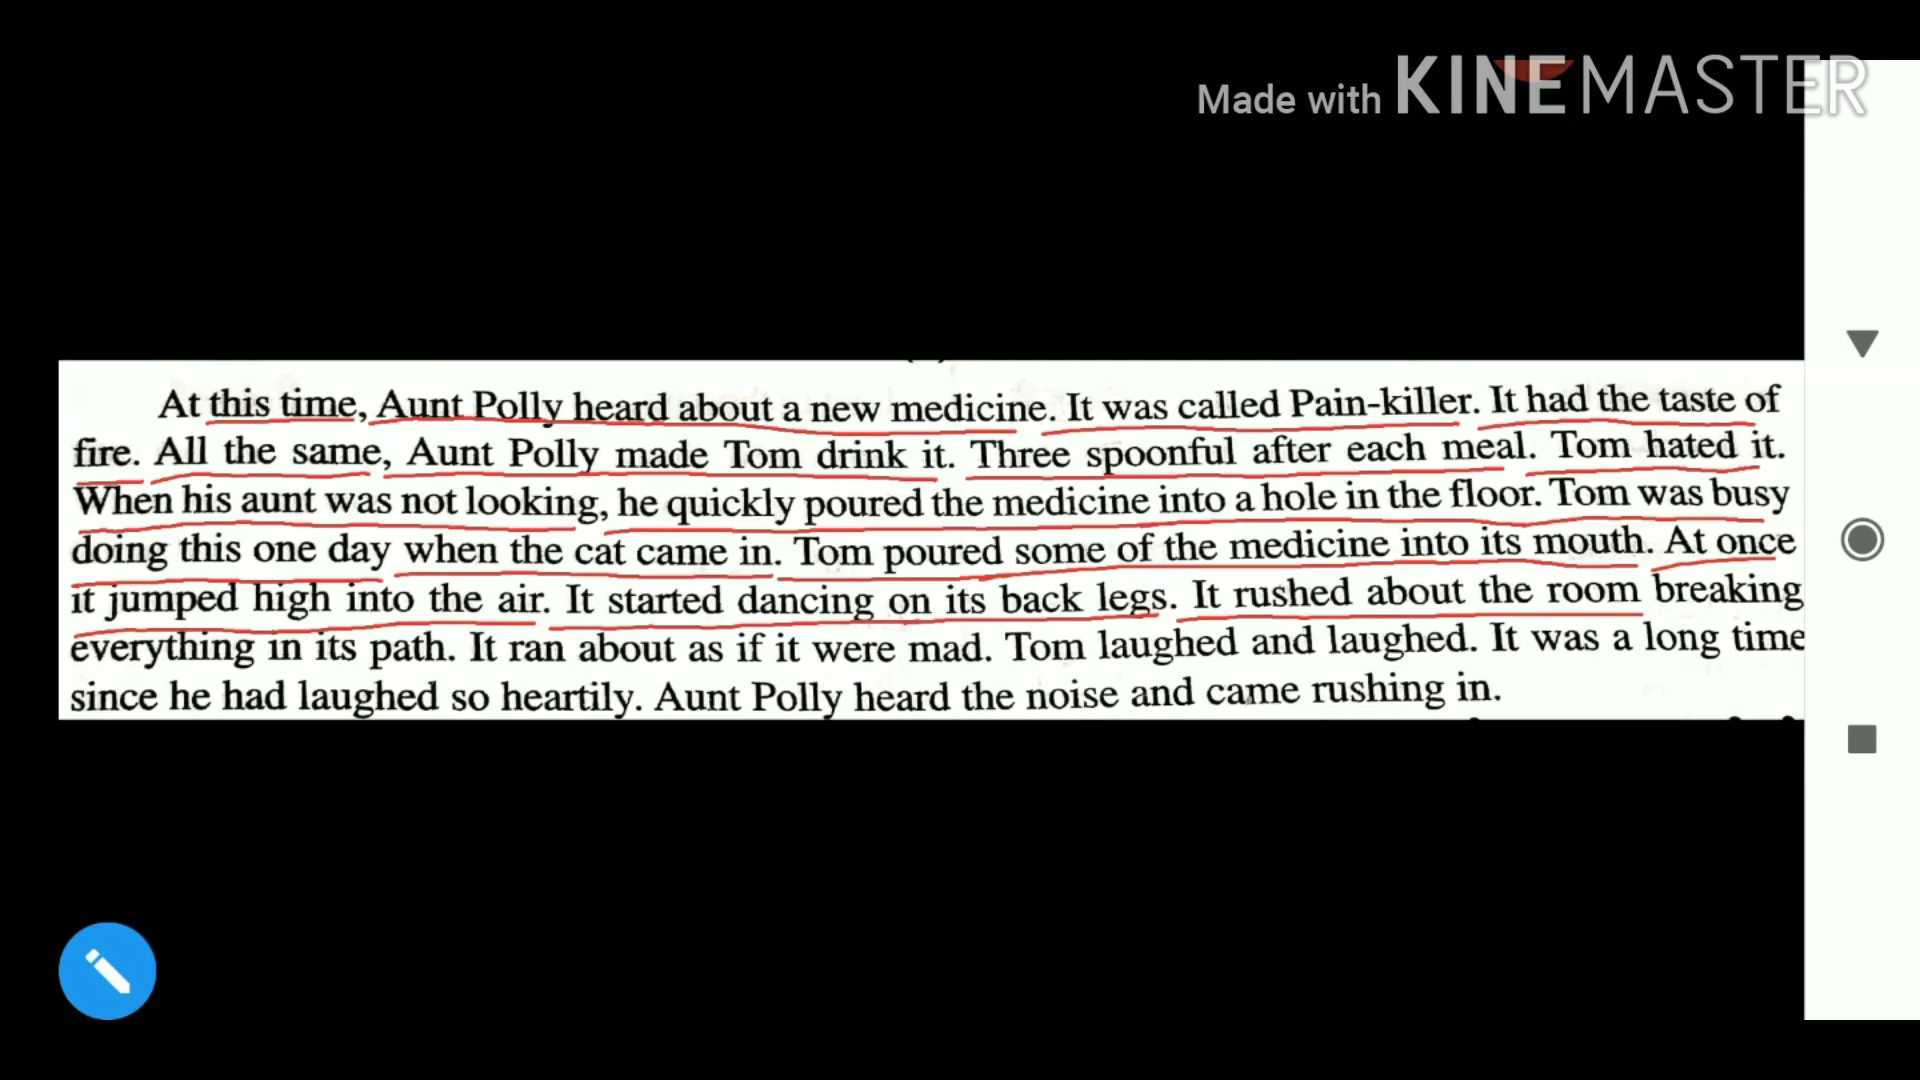 Made with KINEMASTER
At this time, Aunt Polly heard about a new medicine. It was called Pain-killer. It had the taste of
fire. All the same, Aunt Polly made Tom drink it. Three spoonful after each meal. Tom hated it.
When his aunt was not looking, he quickly poured the medicine into a hole in the floor. Tom was busy
doing this one day when the cat came in. Tom poured some of the medicine into its mouth. At once
it jumped high into the air. It started dancing on its back legs. It rushed about the room breaking
everything in its path. It ran about as if it were mad. Tom laughed and laughed. It was a long time
since he had laughed so heartily. Aunt Polly heard the noise and came rushing in.